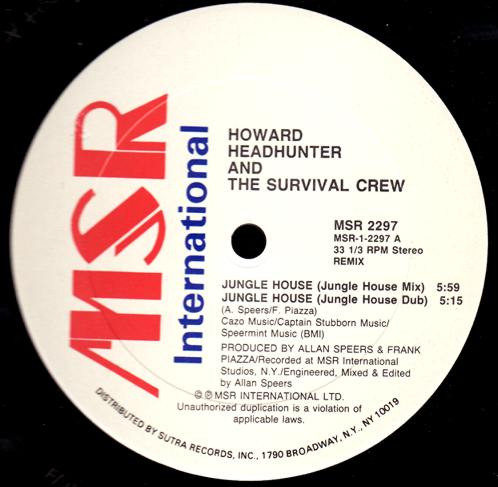 MSR
International
HOWARD
HEADHUNTER
AND
THE SURVIVAL CREW
MSR 2297
MSR-1-2297 A
33 1/3 RPM Stereo
REMIX
JUNGLE HOUSE (Jungle House Mix) 5:59
JUNGLE HOUSE (Jungle House Dub) 5:15
(A. Speers/F. Piazza)
Cazo Music/Captain Stubborn Music/
Speermint Music (BMI)
PRODUCED BY ALLAN SPEERS & FRANK
PIAZZA/Recorded at MSR International
Studios, N.Y./Engineered, Mixed & Edited
by Allan Speers
©℗ MSR INTERNATIONAL LTD.
Unauthorized duplication is a violation of
applicable laws.
DISTRIBUTED BY SUTRA RECORDS, INC., 1790 BROADWAY, N.Y., NY 10019